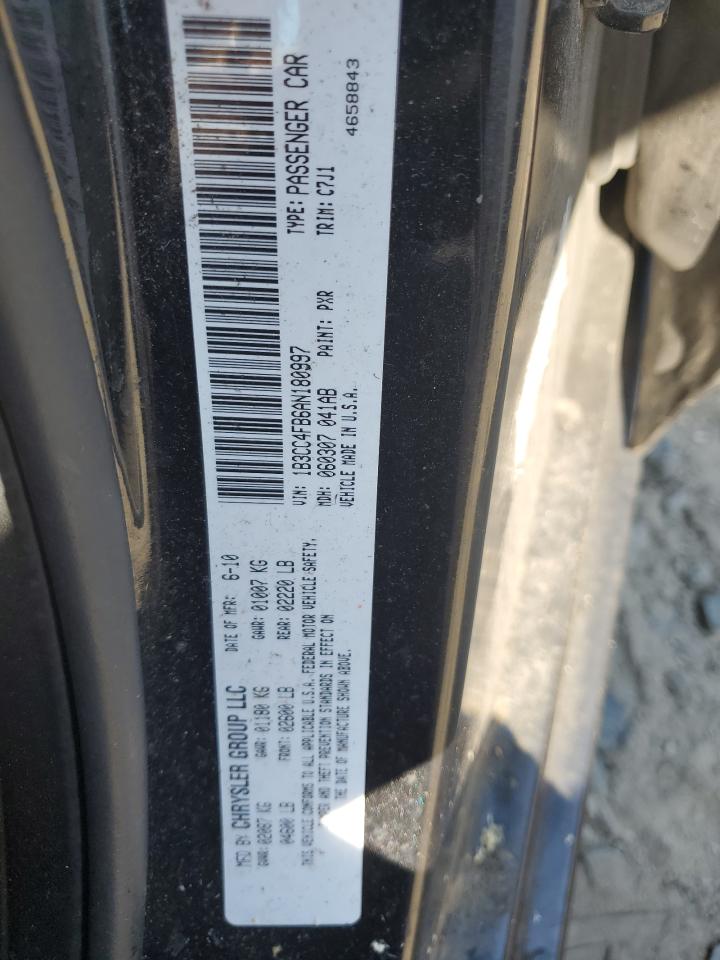 MFD BY CHRYSLER GROUP LLC DATE OF MFR: 6-10
GVWR: 02087 KG GAWR: 01180 KG GAWR: 01007 KG
04600 LB FRONT: 02600 LB REAR: 02220 LB
THIS VEHICLE CONFORMS TO ALL APPLICABLE U.S.A. FEDERAL MOTOR VEHICLE SAFETY,
AND THEFT PREVENTION STANDARDS IN EFFECT ON
THE DATE OF MANUFACTURE SHOWN ABOVE.
VIN: 1B3CC4FB6AN180997 TYPE: PASSENGER CAR
MDH: 060307 041AB PAINT: PXR TRIM: C7J1
VEHICLE MADE IN U.S.A.
4658843